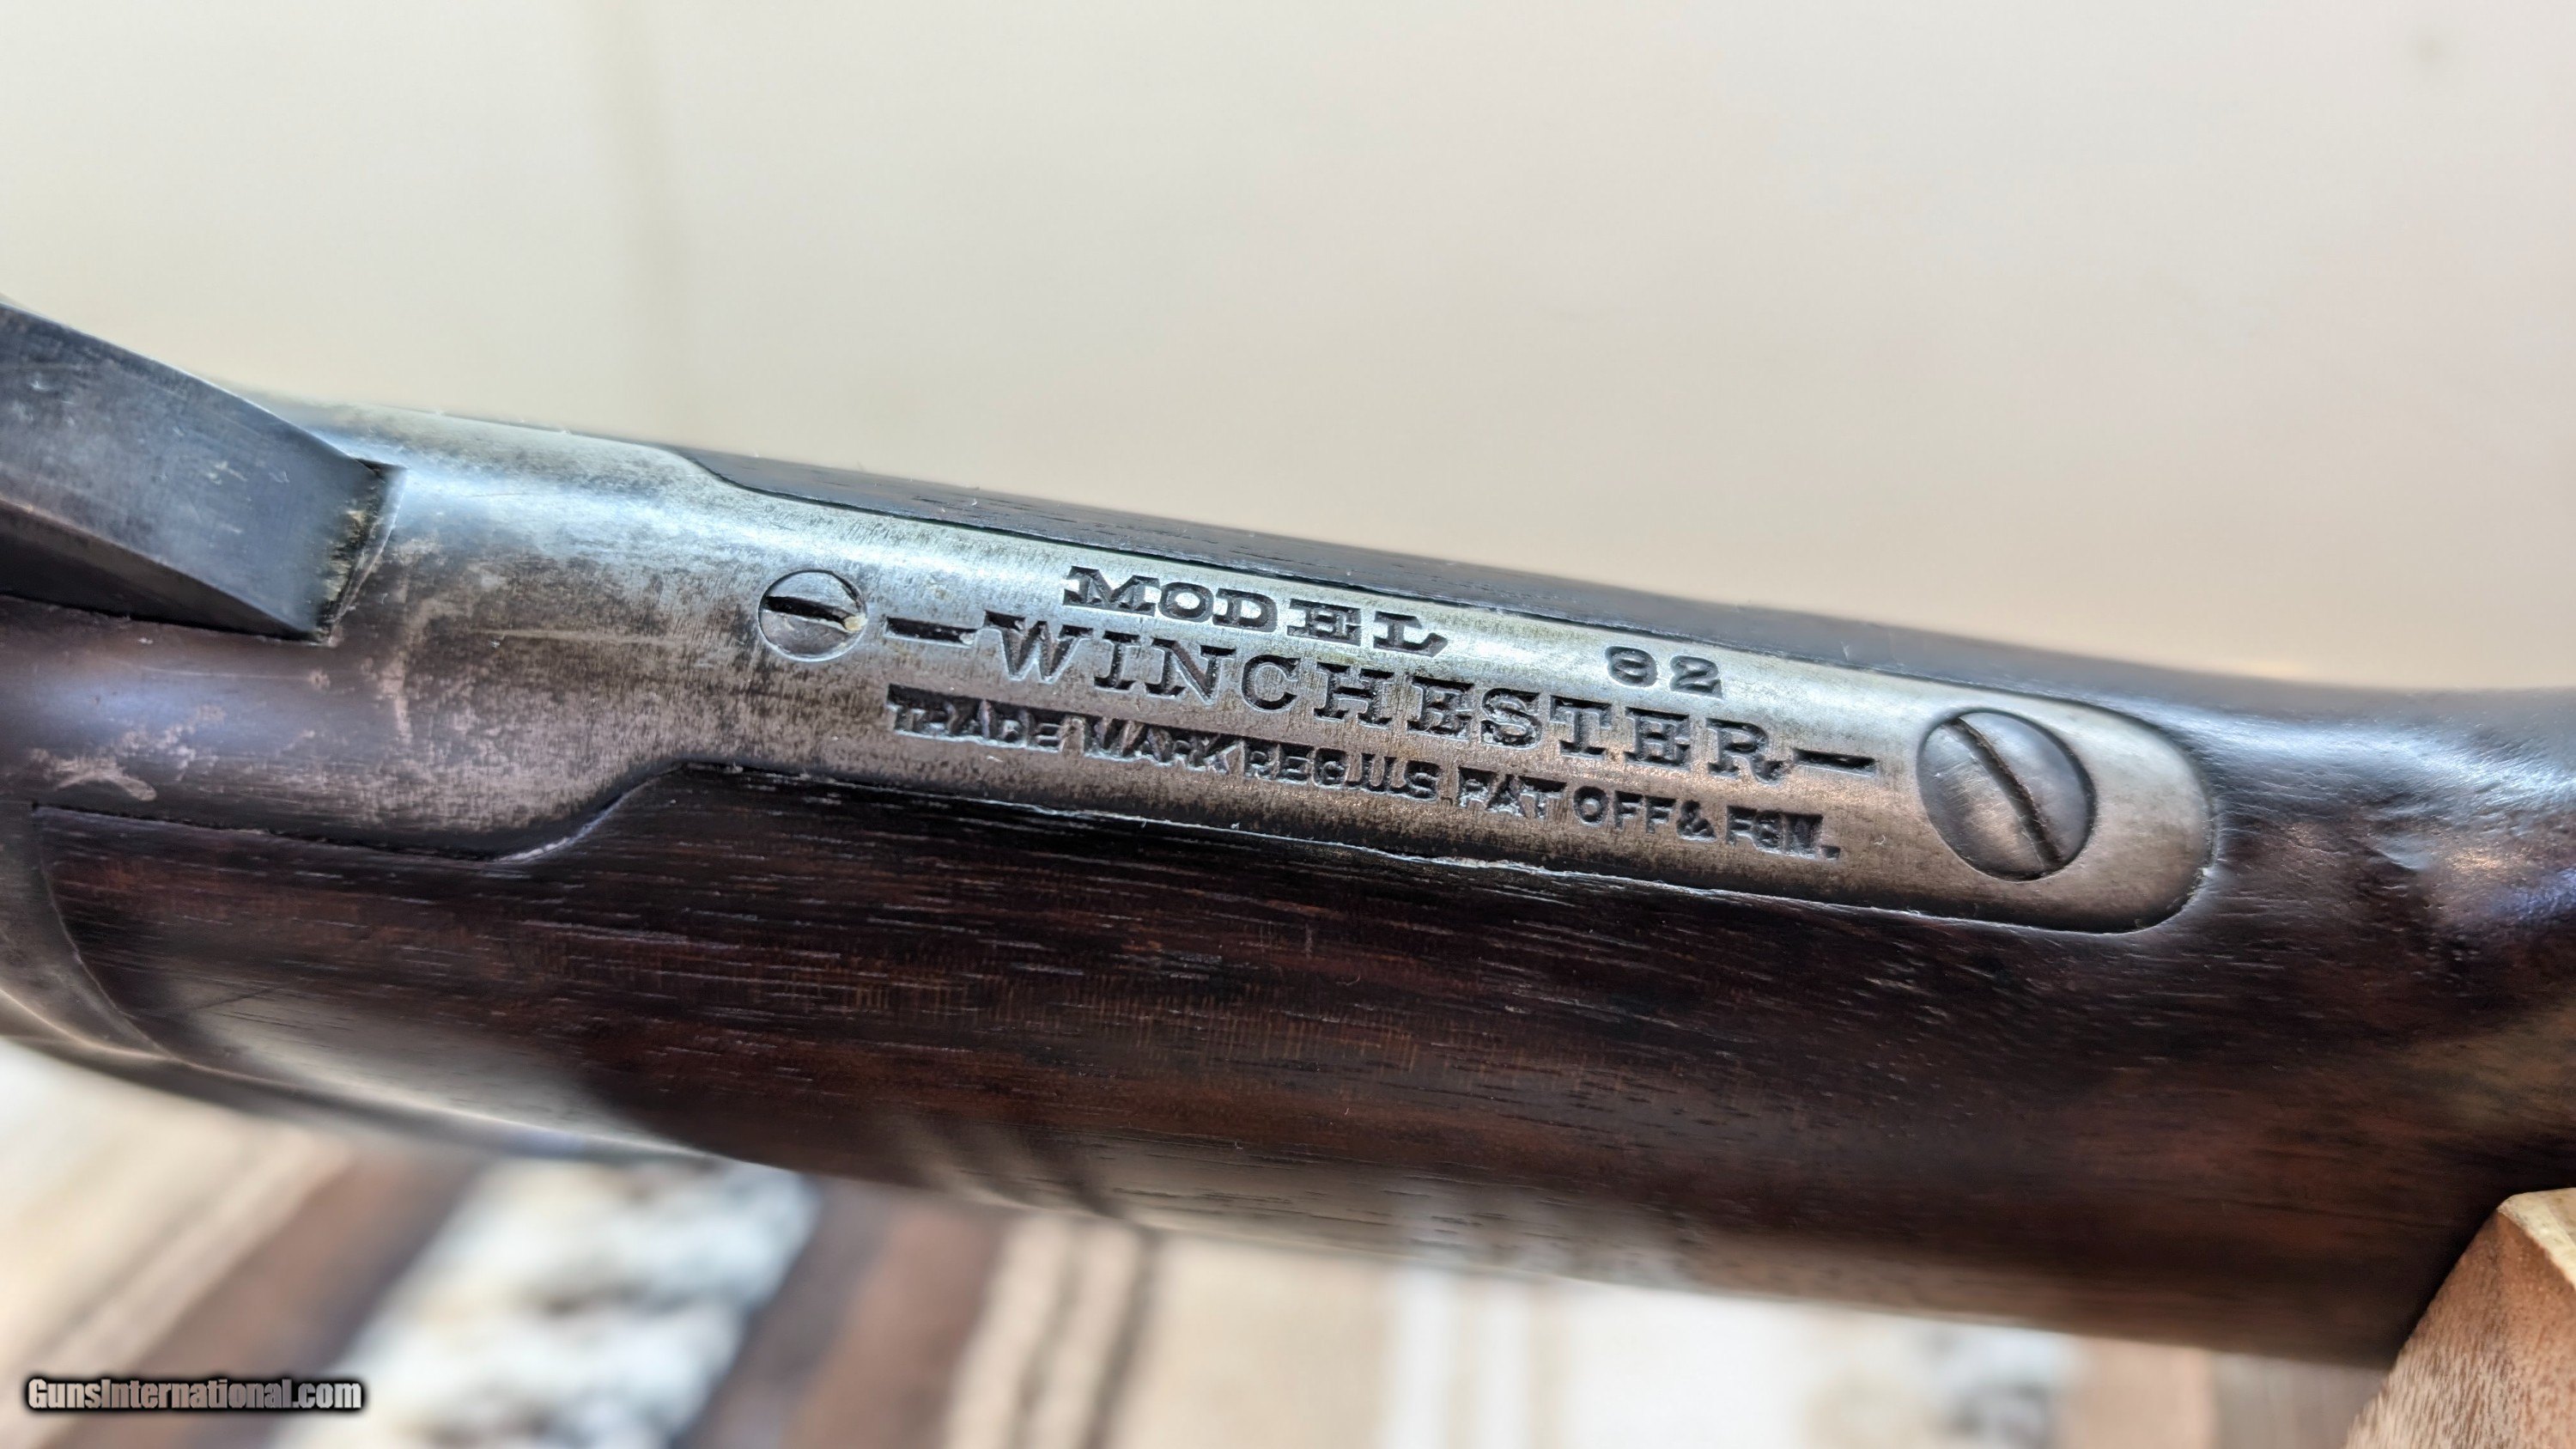 MODEL 92
—WINCHESTER—
TRADE MARK REG.U.S. PAT OFF & FGN.
GunsInternational.com